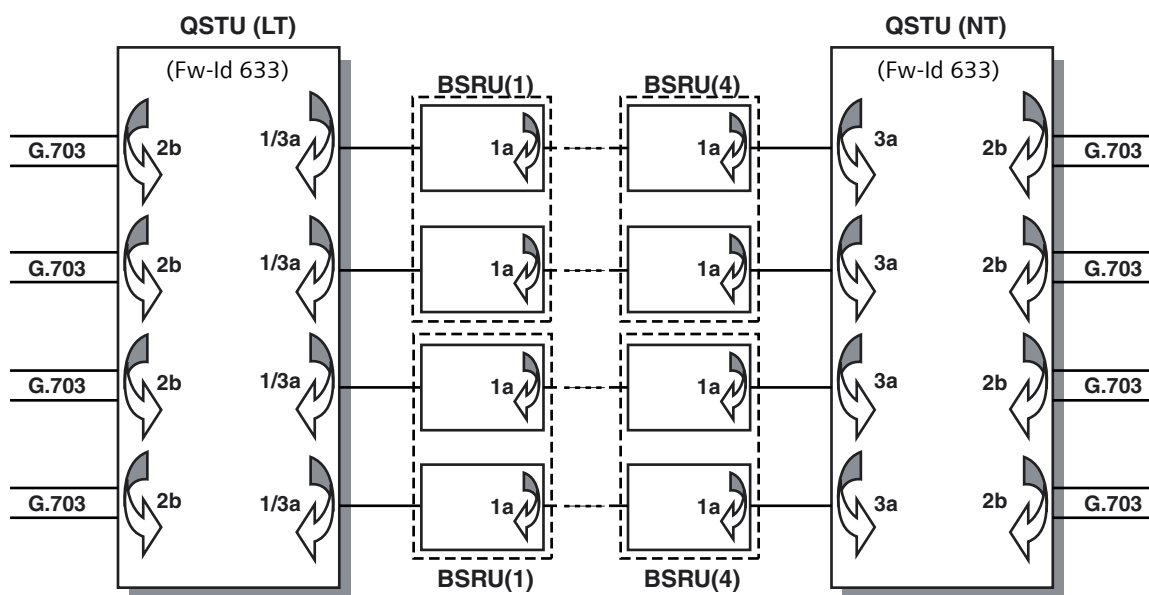 QSTU (LT) QSTU (NT)
(Fw-Id 633) (Fw-Id 633)
BSRU(1) BSRU(4)
G.703 2b 1/3a 1a 1a 3a 2b G.703
G.703 2b 1/3a 1a 1a 3a 2b G.703
G.703 2b 1/3a 1a 1a 3a 2b G.703
G.703 2b 1/3a 1a 1a 3a 2b G.703
BSRU(1) BSRU(4)